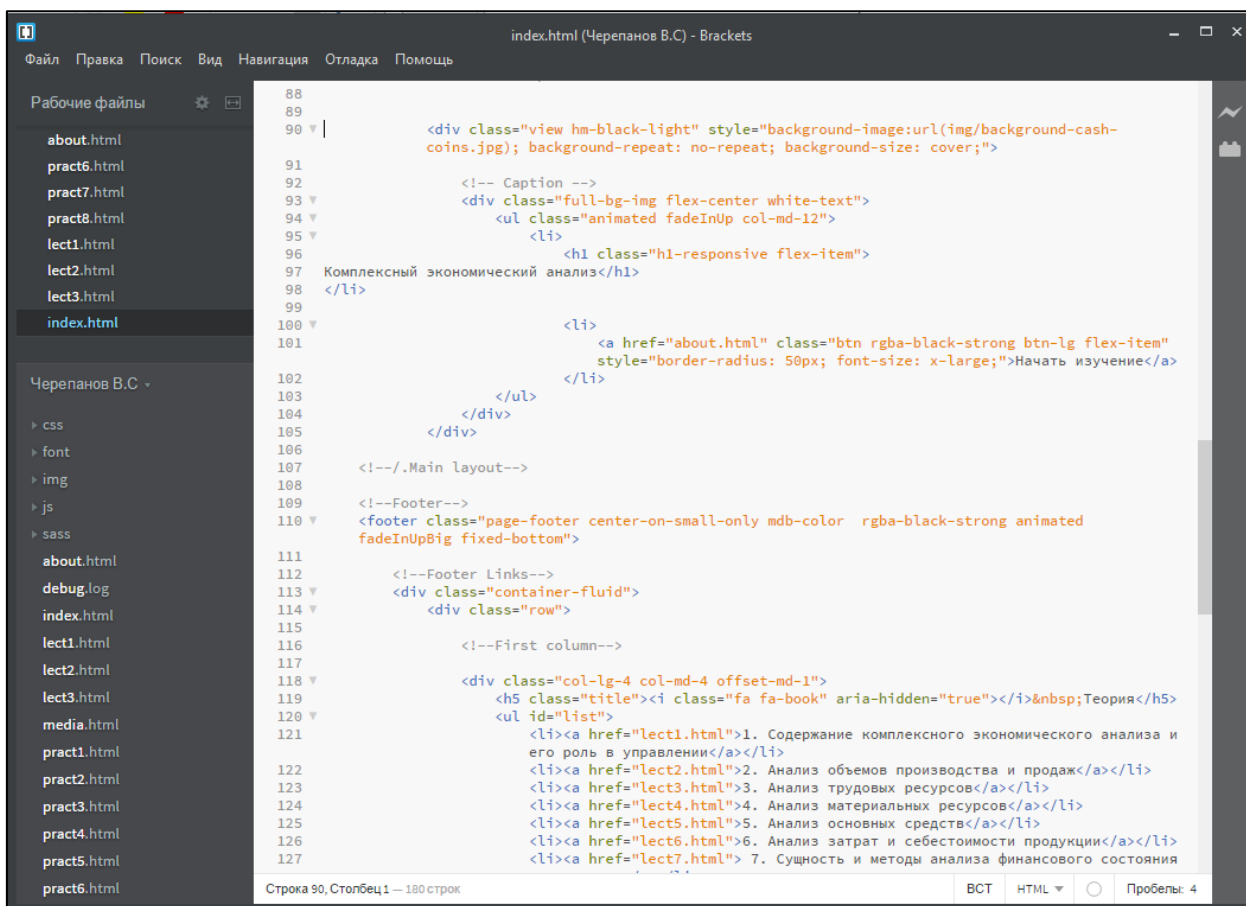 index.html (Черепанов В.С) - Brackets
Файл Правка Поиск Вид Навигация Отладка Помощь
Рабочие файлы
about.html
pract6.html
pract7.html
pract8.html
lect1.html
lect2.html
lect3.html
index.html
Черепанов В.С
css
font
img
js
sass
about.html
debug.log
index.html
lect1.html
lect2.html
lect3.html
media.html
pract1.html
pract2.html
pract3.html
pract4.html
pract5.html
pract6.html
88
89
90 <div class="view hm-black-light" style="background-image:url(img/background-cash-
coins.jpg); background-repeat: no-repeat; background-size: cover;">
91
92 <!-- Caption -->
93 <div class="full-bg-img flex-center white-text">
94 <ul class="animated fadeInUp col-md-12">
95 <li>
96 <h1 class="h1-responsive flex-item">
97 Комплексный экономический анализ</h1>
98 </li>
99
100 <li>
101 <a href="about.html" class="btn rgba-black-strong btn-lg flex-item"
style="border-radius: 50px; font-size: x-large;">Начать изучение</a>
102 </li>
103 </ul>
104 </div>
105 </div>
106
107 <!--/.Main layout-->
108
109 <!--Footer-->
110 <footer class="page-footer center-on-small-only mdb-color  rgba-black-strong animated
fadeInUpBig fixed-bottom">
111
112 <!--Footer Links-->
113 <div class="container-fluid">
114 <div class="row">
115
116 <!--First column-->
117
118 <div class="col-lg-4 col-md-4 offset-md-1">
119 <h5 class="title"><i class="fa fa-book" aria-hidden="true"></i>&nbsp;Теория</h5>
120 <ul id="list">
121 <li><a href="lect1.html">1. Содержание комплексного экономического анализа и
его роль в управлении</a></li>
122 <li><a href="lect2.html">2. Анализ объемов производства и продаж</a></li>
123 <li><a href="lect3.html">3. Анализ трудовых ресурсов</a></li>
124 <li><a href="lect4.html">4. Анализ материальных ресурсов</a></li>
125 <li><a href="lect5.html">5. Анализ основных средств</a></li>
126 <li><a href="lect6.html">6. Анализ затрат и себестоимости продукции</a></li>
127 <li><a href="lect7.html"> 7. Сущность и методы анализа финансового состояния
Строка 90, Столбец 1 — 180 строк
ВСТ HTML Пробелы: 4